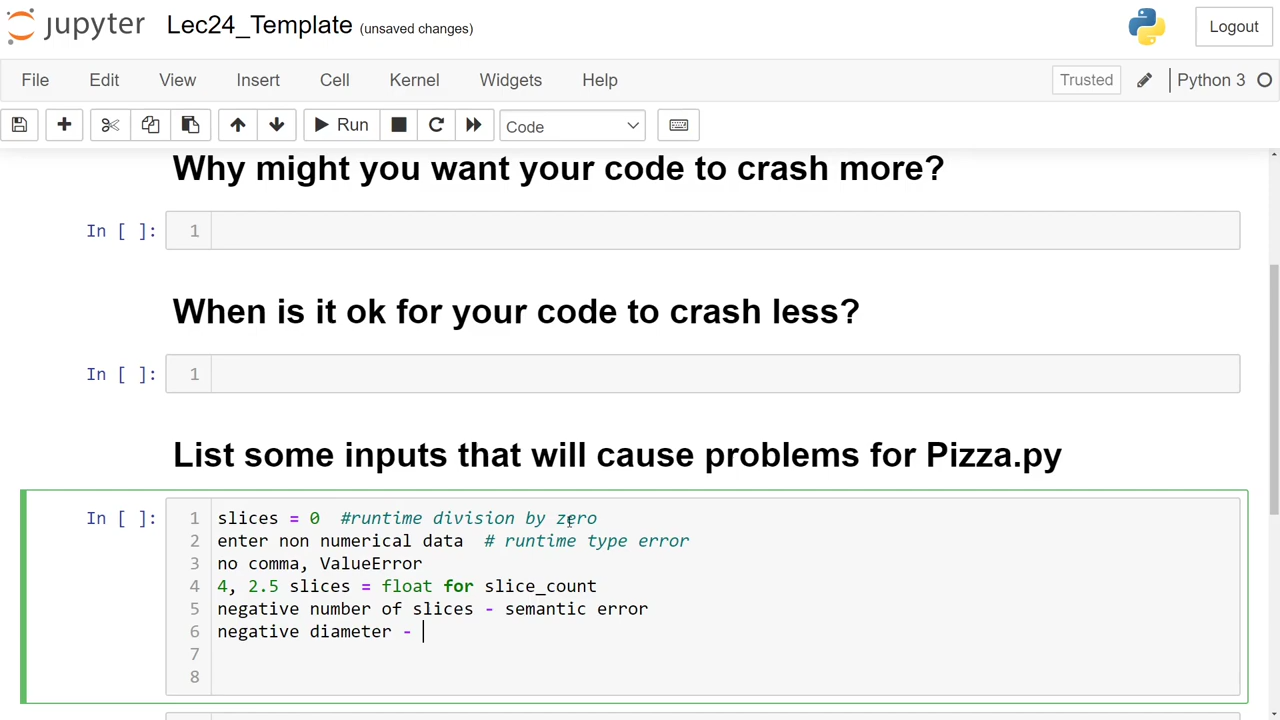 jupyter Lec24_Template (unsaved changes) Logout
File Edit View Insert Cell Kernel Widgets Help Trusted Python 3
Run Code
Why might you want your code to crash more?
In [ ]: 1
When is it ok for your code to crash less?
In [ ]: 1
List some inputs that will cause problems for Pizza.py
In [ ]: 1 slices = 0 #runtime division by zero
2 enter non numerical data # runtime type error
3 no comma, ValueError
4 4, 2.5 slices = float for slice_count
5 negative number of slices - semantic error
6 negative diameter -
7
8